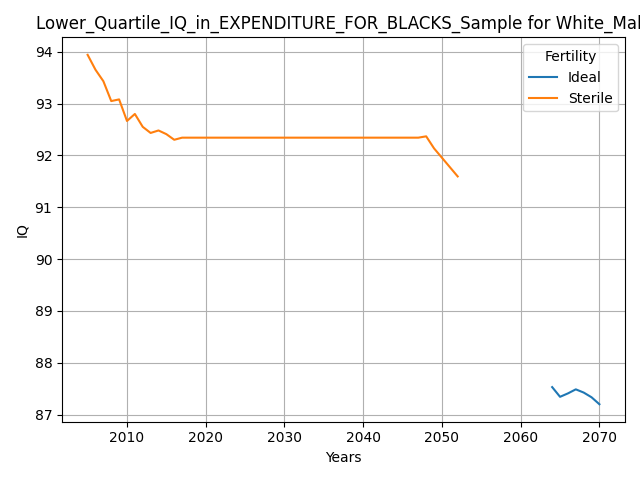 Lower_Quartile_IQ_in_EXPENDITURE_FOR_BLACKS_Sample for White_Mal
Fertility
Ideal
Sterile
94
93
92
91
90
89
88
87
IQ
2010 2020 2030 2040 2050 2060 2070
Years